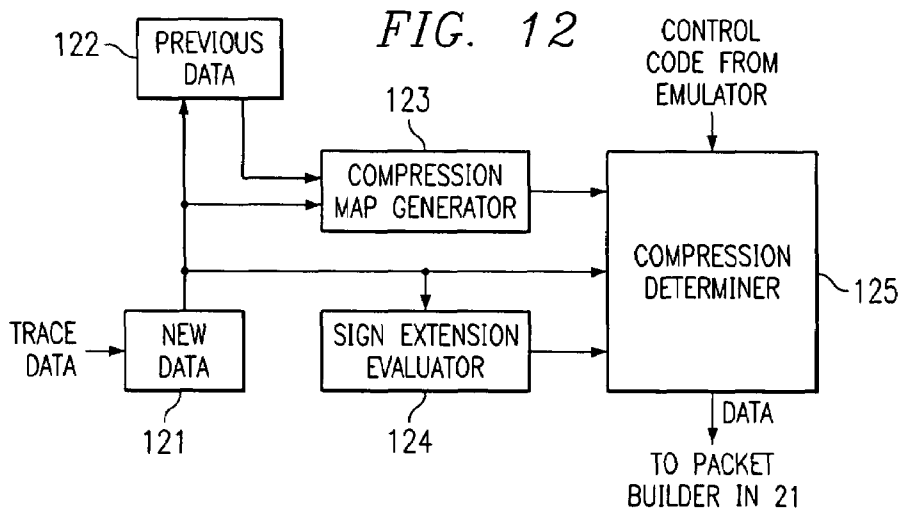 FIG. 12
122
PREVIOUS
DATA
CONTROL
CODE FROM
EMULATOR
123
COMPRESSION
MAP GENERATOR
COMPRESSION
DETERMINER
125
TRACE
DATA
NEW
DATA
121
SIGN EXTENSION
EVALUATOR
124
DATA
TO PACKET
BUILDER IN 21